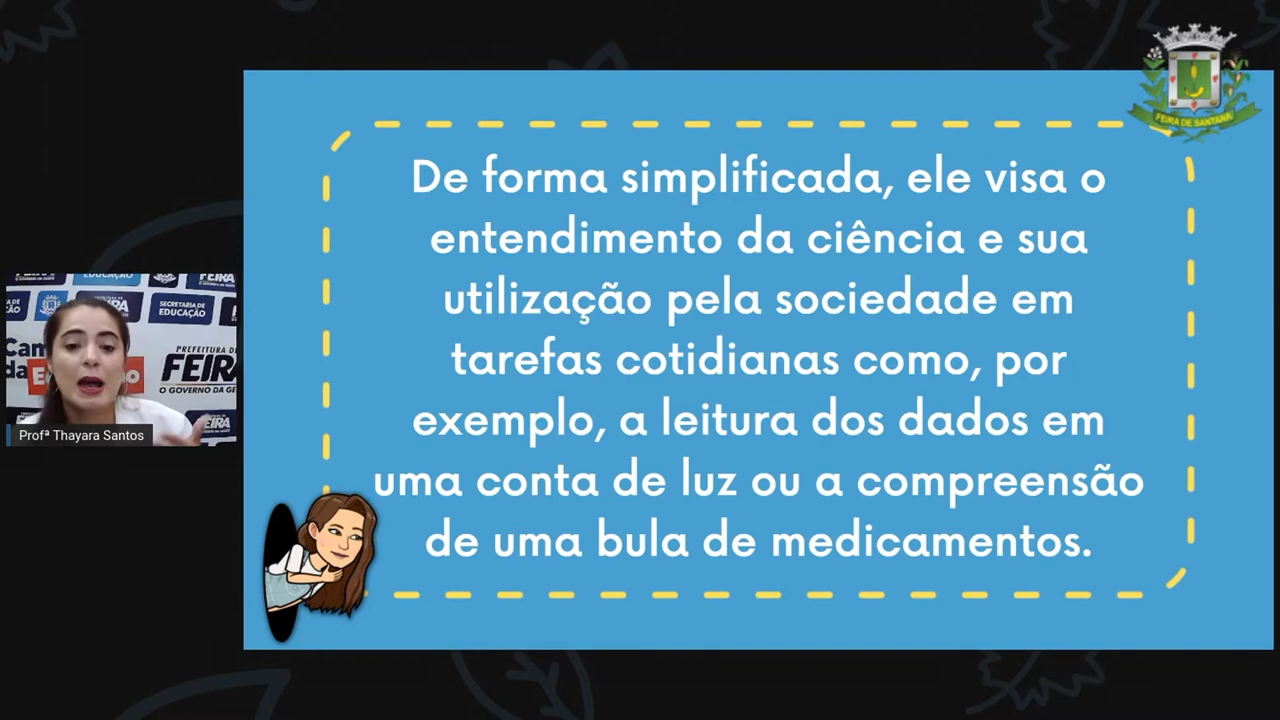 FEIRA DE SANTANA
De forma simplificada, ele visa o
entendimento da ciência e sua
utilização pela sociedade em
tarefas cotidianas como, por
exemplo, a leitura dos dados em
uma conta de luz ou a compreensão
de uma bula de medicamentos.
EDUCAÇÃO
SECRETARIA DE
EDUCAÇÃO
PREFEITURA D
FEIRA
O GOVERNO DA GE
Profª Thayara Santos